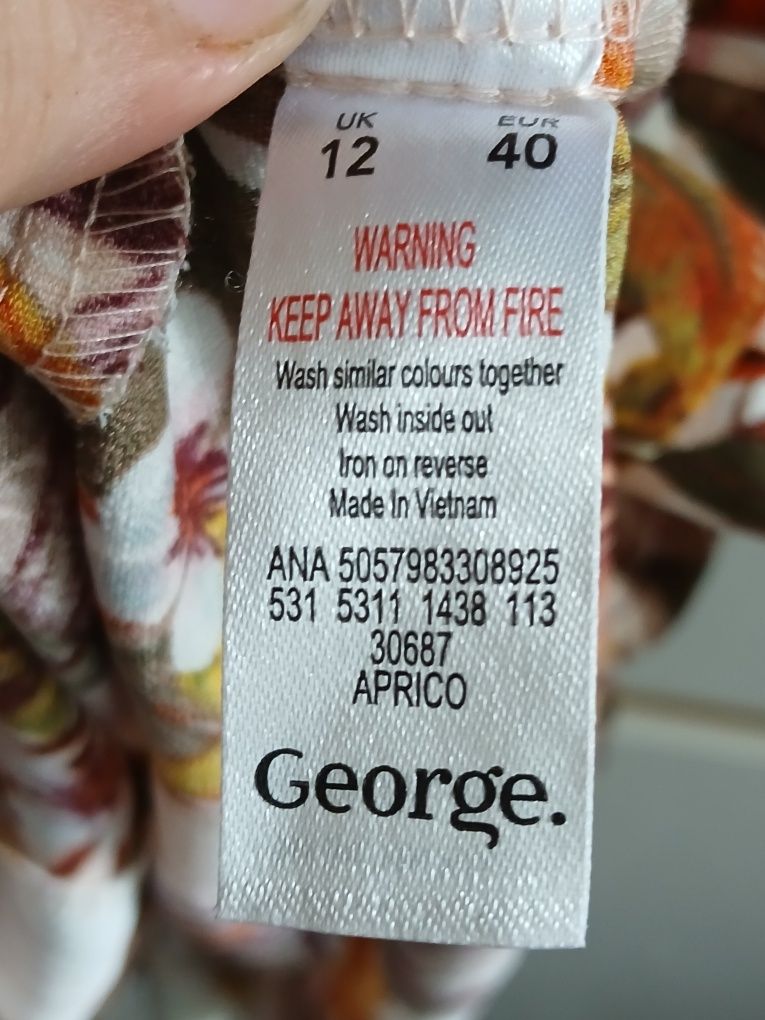 UK EUR
12 40
WARNING
KEEP AWAY FROM FIRE
Wash similar colours together
Wash inside out
Iron on reverse
Made In Vietnam
ANA 5057983308925
531 5311 1438 113
30687
APRICO
George.